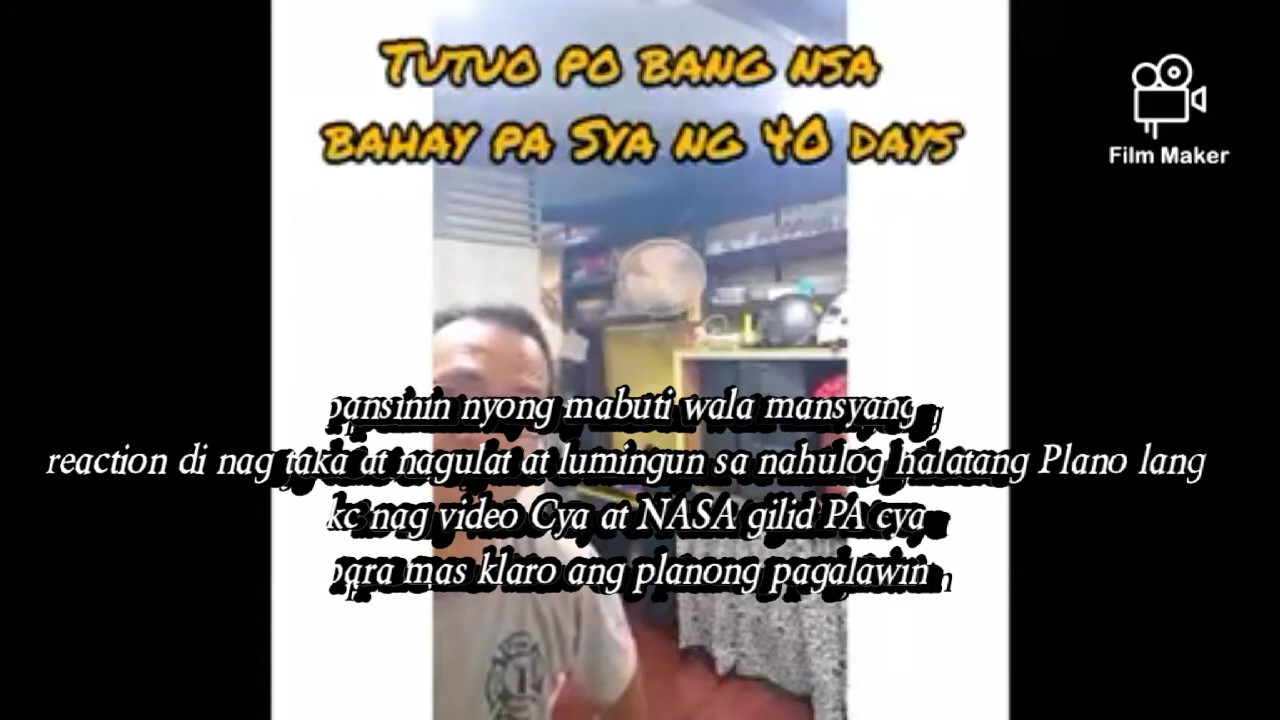 Tutuo po bang nsa
bahay pa Sya ng 40 days
Film Maker
pansinin nyong mabuti wala mansyang
reaction di nag taka at nagulat at lumingun sa nahulog halatang Plano lang
kc nag video Cya at NASA gilid PA cya
para mas klaro ang planong pagalawin